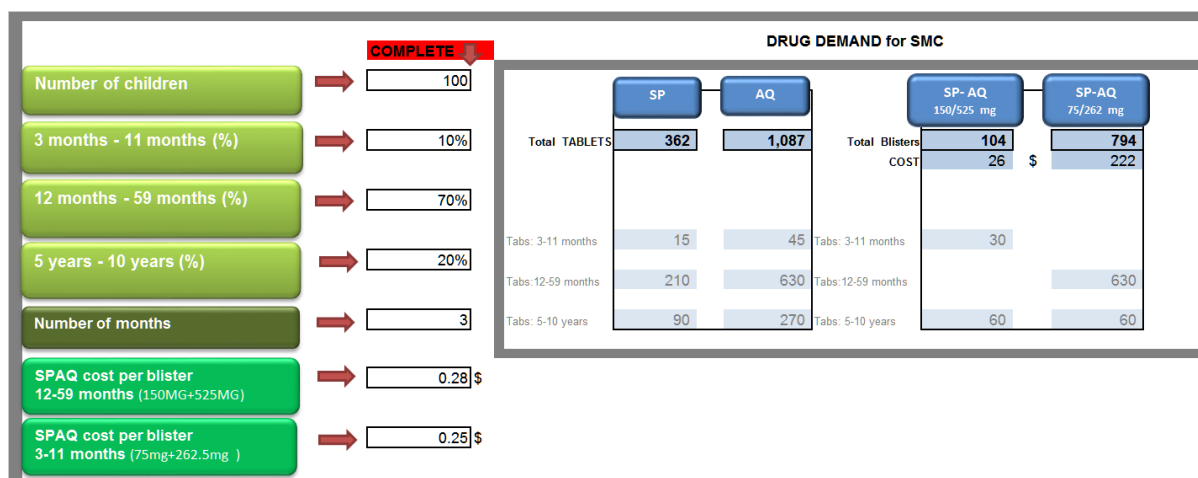 DRUG DEMAND for SMC
COMPLETE
Number of children
100
3 months - 11 months (%)
10%
12 months - 59 months (%)
70%
5 years - 10 years (%)
20%
Number of months
3
SPAQ cost per blister
12-59 months (150MG+525MG)
0.28 $
SPAQ cost per blister
3-11 months (75mg+262.5mg )
0.25 $
SP AQ
SP- AQ
150/525 mg
SP-AQ
75/262 mg
Total TABLETS 362 1,087 Total Blisters 104 794
COST 26 $ 222
Tabs: 3-11 months 15 45 Tabs: 3-11 months 30
Tabs:12-59 months 210 630 Tabs:12-59 months 630
Tabs: 5-10 years 90 270 Tabs: 5-10 years 60 60